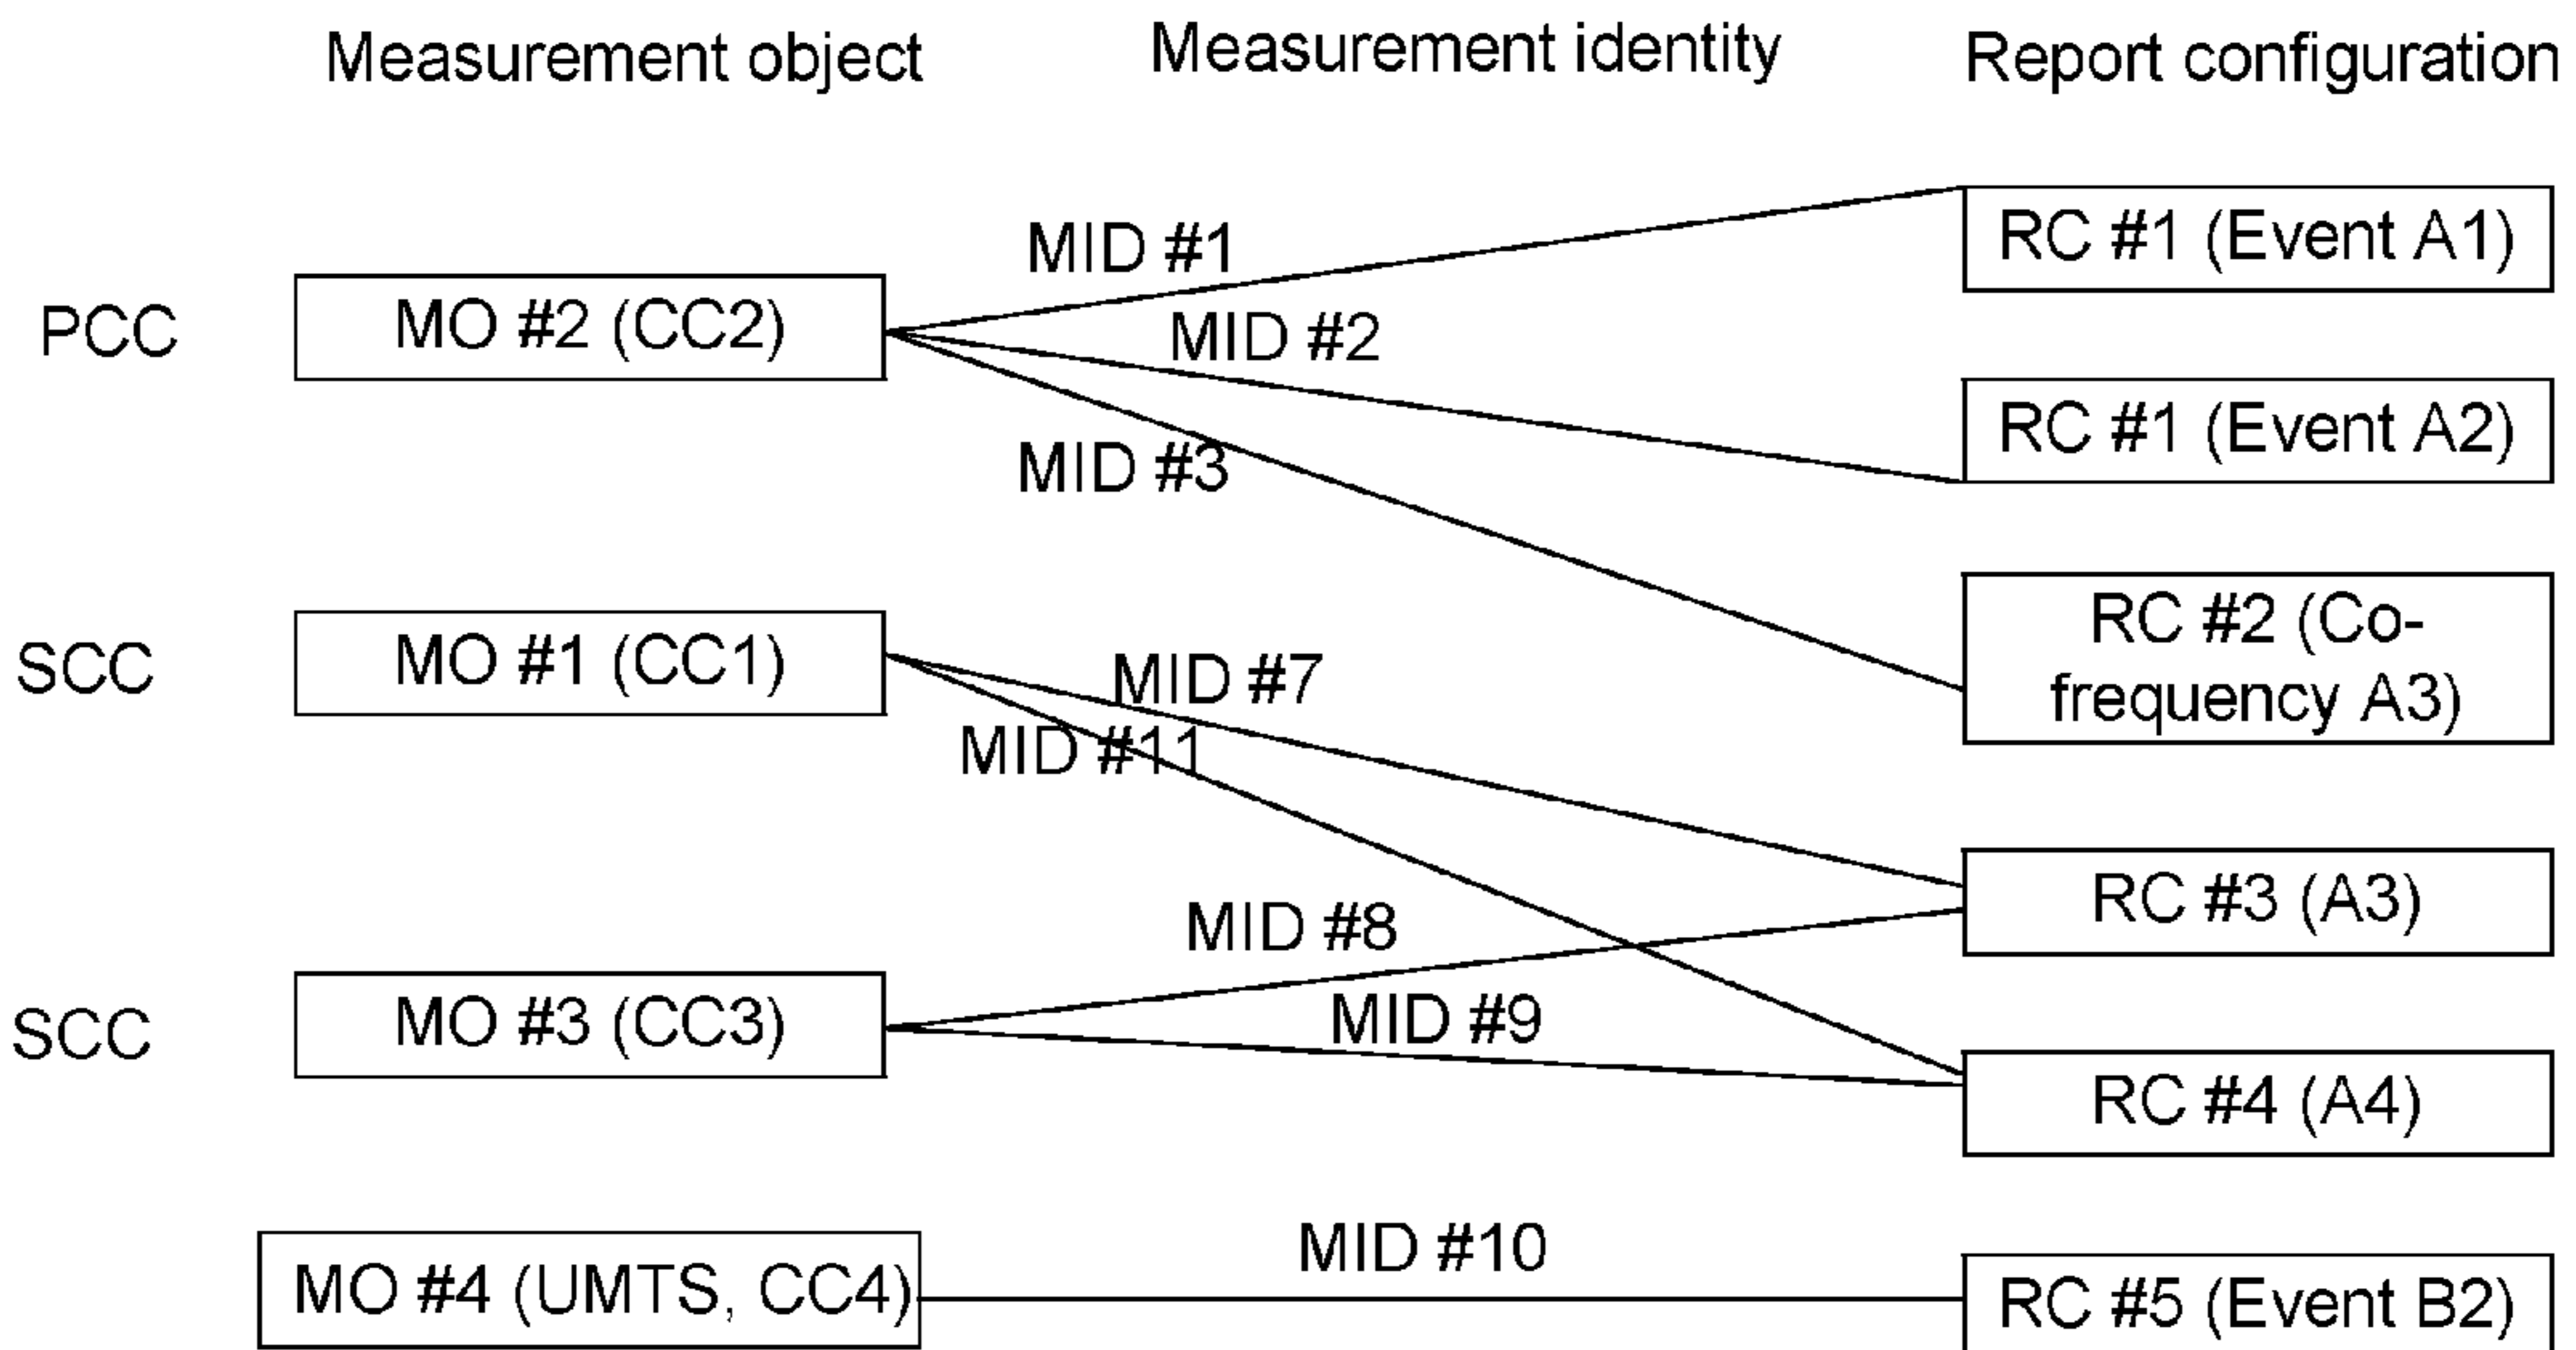 Measurement object
Measurement identity
Report configuration
MID #1
RC #1 (Event A1)
PCC
MO #2 (CC2)
MID #2
RC #1 (Event A2)
MID #3
RC #2 (Co-
frequency A3)
SCC
MO #1 (CC1)
MID #7
MID #11
RC #3 (A3)
MID #8
SCC
MO #3 (CC3)
MID #9
RC #4 (A4)
MID #10
MO #4 (UMTS, CC4)
RC #5 (Event B2)